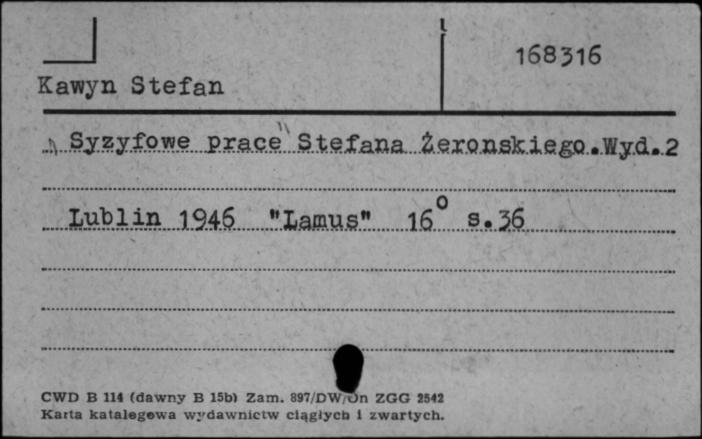 168316
Kawyn Stefan
"Syzyfowe prace" Stefana Żeronskiego.Wyd.2
Lublin 1946 "Lamus" 16° s.36
CWD B 114 (dawny B 15b) Zam. 897/DW/On ZGG 2542
Karta katalogowa wydawnictw ciągłych i zwartych.